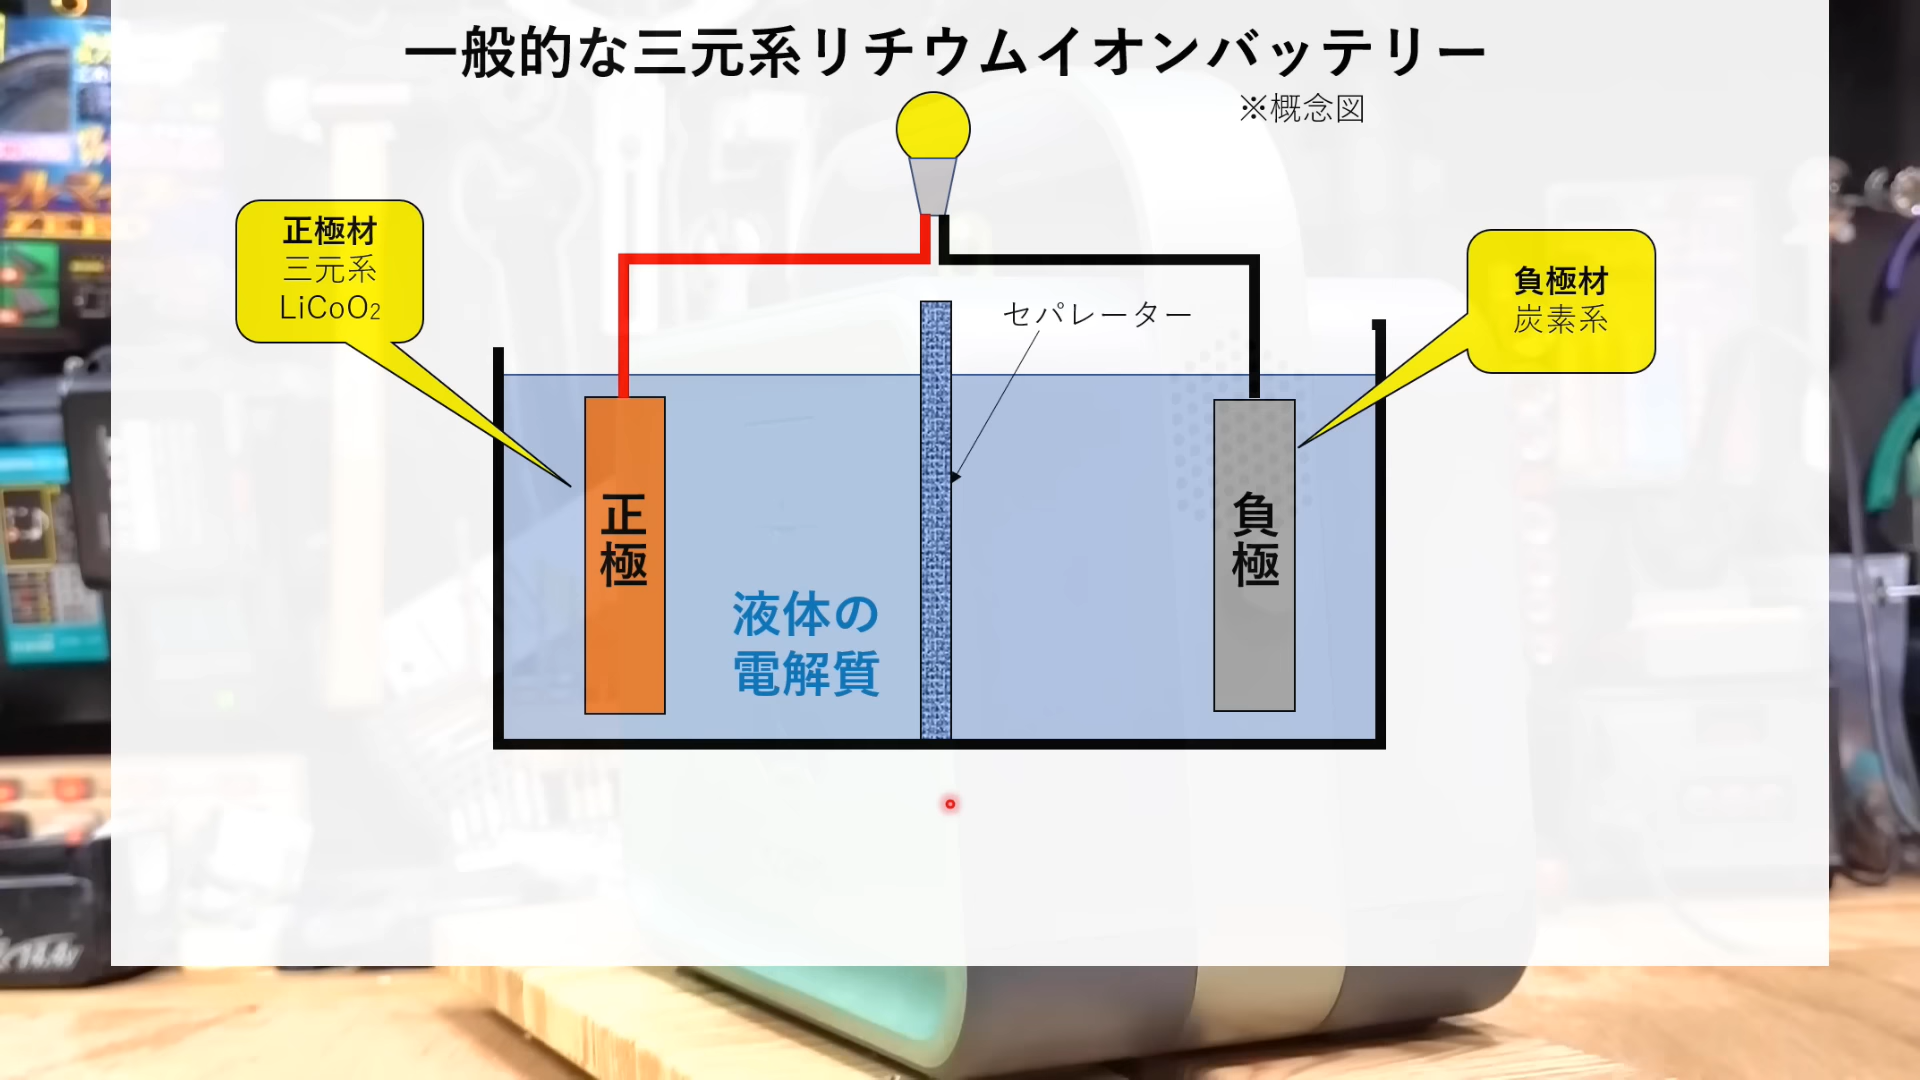 一般的な三元系リチウムイオンバッテリー
※概念図
正極材
三元系
LiCoO₂
負極材
炭素系
セパレーター
正極
負極
液体の
電解質
14.4v